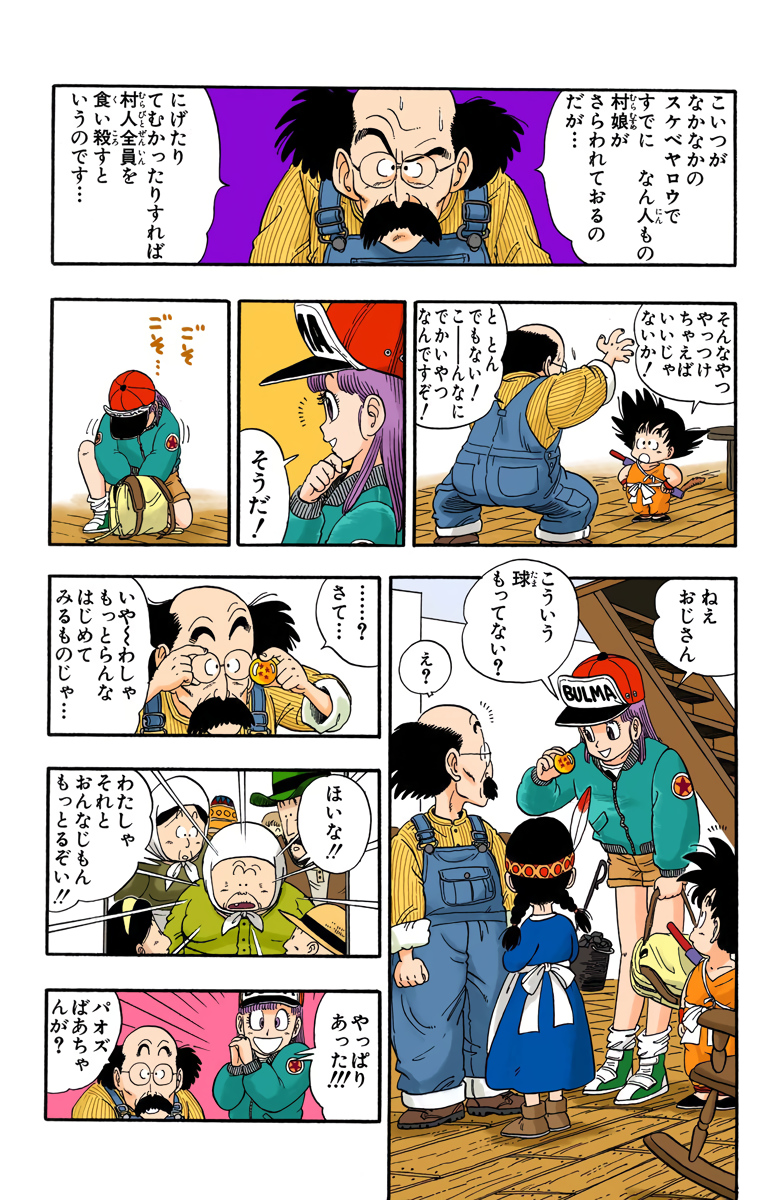 こいつが
なかなかの
スケベヤロウで
すでに なん人もの
村娘が
さらわれておるの
だが…
にげたり
てむかったりすれば
村人全員を
食い殺すと
いうのです…
そんなやつ
やっつけ
ちゃえば
いいじゃ
ないか!
と とん
でもない!
こ――んなに
でかいやつ
なんですぞ!
MA
そうだ!
ごそ
ごそ…
ねえ
おじさん
こういう
球
もってない?
BULMA
え?
……?
さて…
いや〜わしゃ
もっとらんな
はじめて
みるものじゃ…
ほいな!!
わたしゃ
それと
おんなじもん
もっとるぞい!!
やっぱり
あった!!!
パオズ
ばあちゃ
んが?